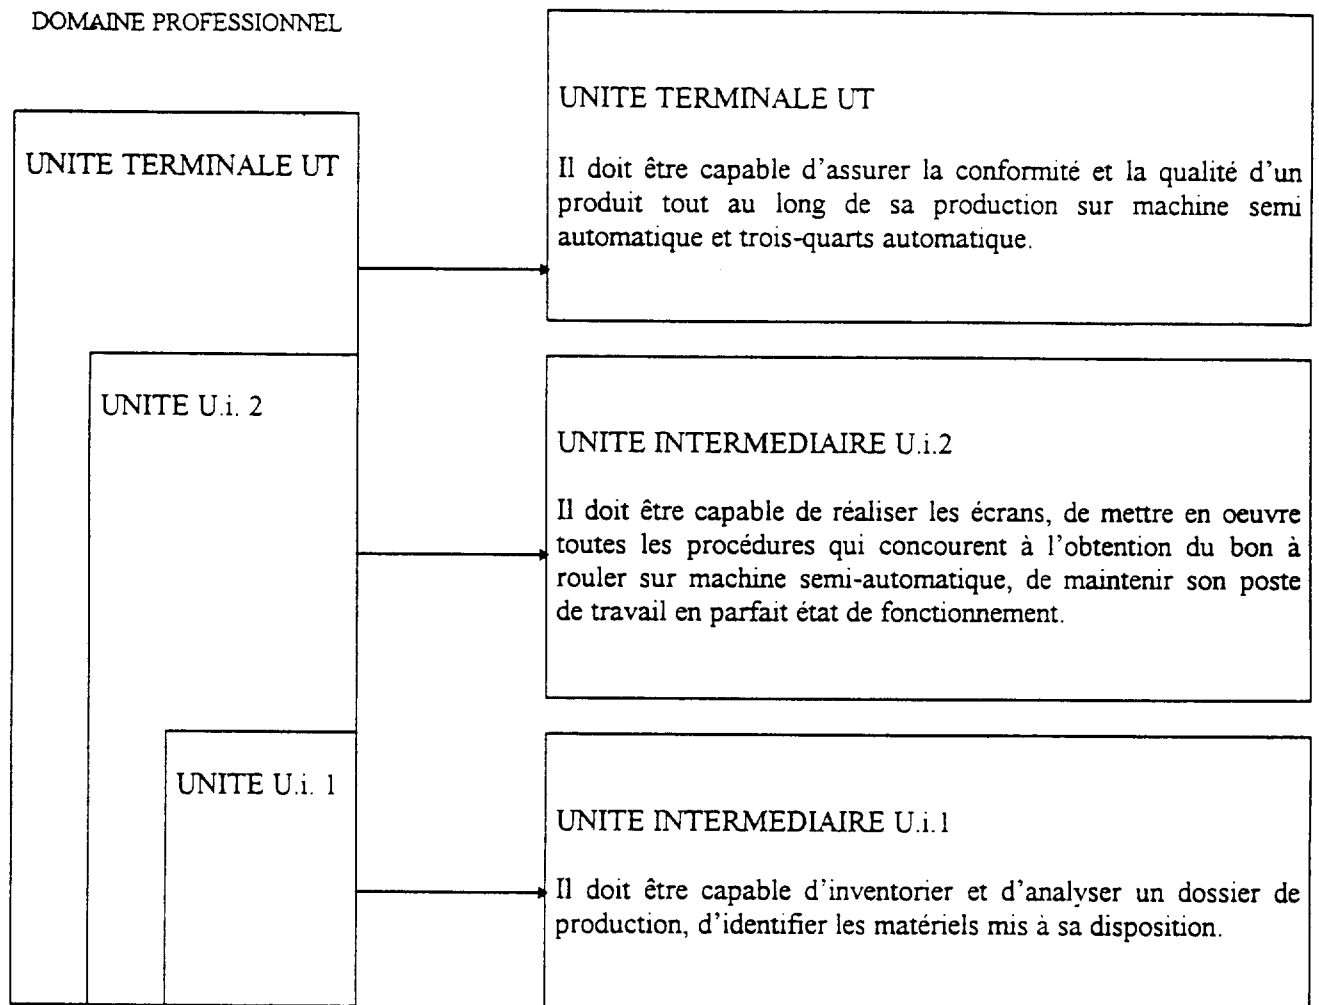 DOMAINE PROFESSIONNEL
UNITE TERMINALE UT
UNITE U.i. 2
UNITE U.i. 1
UNITE TERMINALE UT
Il doit être capable d'assurer la conformité et la qualité d'un
produit tout au long de sa production sur machine semi
automatique et trois-quarts automatique.
UNITE INTERMEDIAIRE U.i.2
Il doit être capable de réaliser les écrans, de mettre en oeuvre
toutes les procédures qui concourent à l'obtention du bon à
rouler sur machine semi-automatique, de maintenir son poste
de travail en parfait état de fonctionnement.
UNITE INTERMEDIAIRE U.i.1
Il doit être capable d'inventorier et d'analyser un dossier de
production, d'identifier les matériels mis à sa disposition.